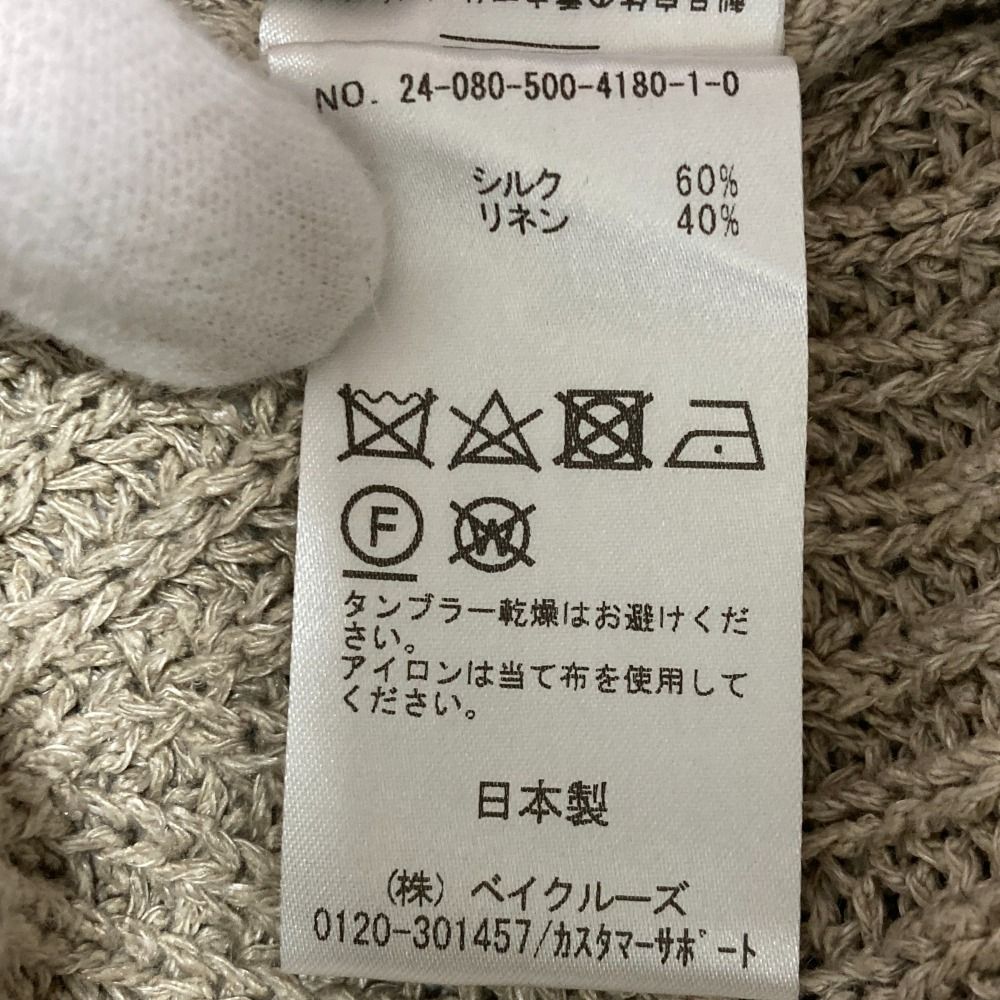 NO. 24-080-500-4180-1-0
シルク 60%
リネン 40%
F
W
タンブラー乾燥はお避けくだ
さい。
アイロンは当て布を使用して
ください。
日本製
(株) ベイクルーズ
0120-301457/カスタマーサポート